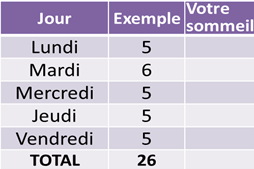 Jour Exemple Votre sommeil
Lundi 5
Mardi 6
Mercredi 5
Jeudi 5
Vendredi 5
TOTAL 26